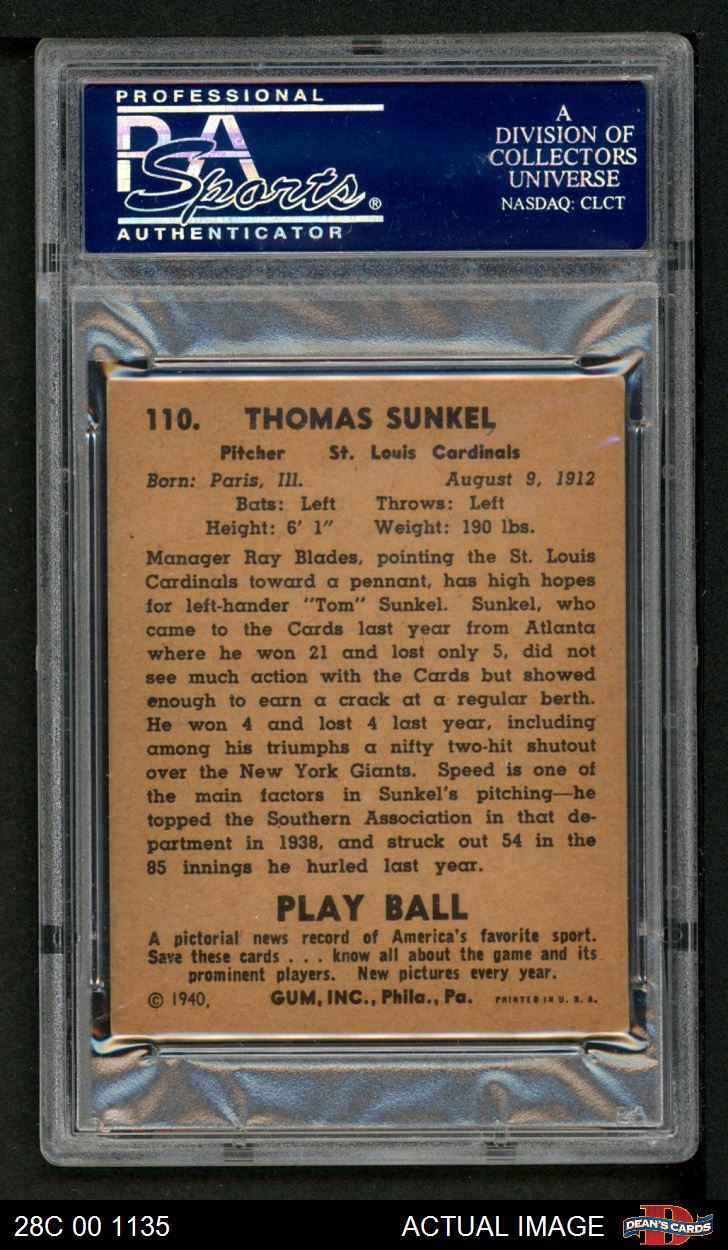 PROFESSIONAL
PSA
Sports®
AUTHENTICATOR
A
DIVISION OF
COLLECTORS
UNIVERSE
NASDAQ: CLCT
110. THOMAS SUNKEL
Pitcher St. Louis Cardinals
Born: Paris, Ill. August 9, 1912
Bats: Left Throws: Left
Height: 6' 1" Weight: 190 lbs.
Manager Ray Blades, pointing the St. Louis
Cardinals toward a pennant, has high hopes
for left-hander "Tom" Sunkel. Sunkel, who
came to the Cards last year from Atlanta
where he won 21 and lost only 5, did not
see much action with the Cards but showed
enough to earn a crack at a regular berth.
He won 4 and lost 4 last year, including
among his triumphs a nifty two-hit shutout
over the New York Giants. Speed is one of
the main factors in Sunkel's pitching—he
topped the Southern Association in that de-
partment in 1938, and struck out 54 in the
85 innings he hurled last year.
PLAY BALL
A pictorial news record of America's favorite sport.
Save these cards . . . know all about the game and its
prominent players. New pictures every year.
© 1940, GUM, INC., Phila., Pa. PRINTED IN U. S. A.
28C 00 1135 ACTUAL IMAGE DEAN'S CARDS